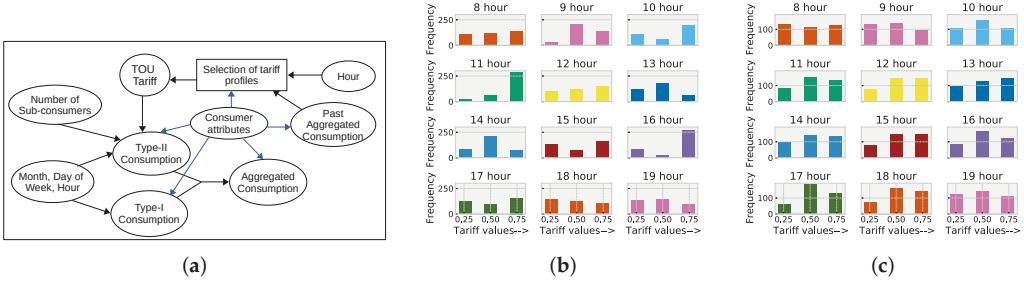 TOU
Tariff
Selection of tariff
profiles
Hour
Number of
Sub-consumers
Consumer
attributes
Past
Aggregated
Consumption
Type-II
Consumption
Month, Day of
Week, Hour
Aggregated
Consumption
Type-I
Consumption
(a)
8 hour 9 hour 10 hour
Frequency 250 0
11 hour 12 hour 13 hour
Frequency 250 0
14 hour 15 hour 16 hour
Frequency 250 0
17 hour 18 hour 19 hour
Frequency 250 0
0,25 0,50 0,75 0,25 0,50 0,75 0,25 0,50 0,75
Tariff values--> Tariff values--> Tariff values-->
(b)
8 hour 9 hour 10 hour
Frequency 100
11 hour 12 hour 13 hour
Frequency 100
14 hour 15 hour 16 hour
Frequency 100
17 hour 18 hour 19 hour
Frequency 100
0,25 0,50 0,75 0,25 0,50 0,75 0,25 0,50 0,75
Tariff values--> Tariff values--> Tariff values-->
(c)